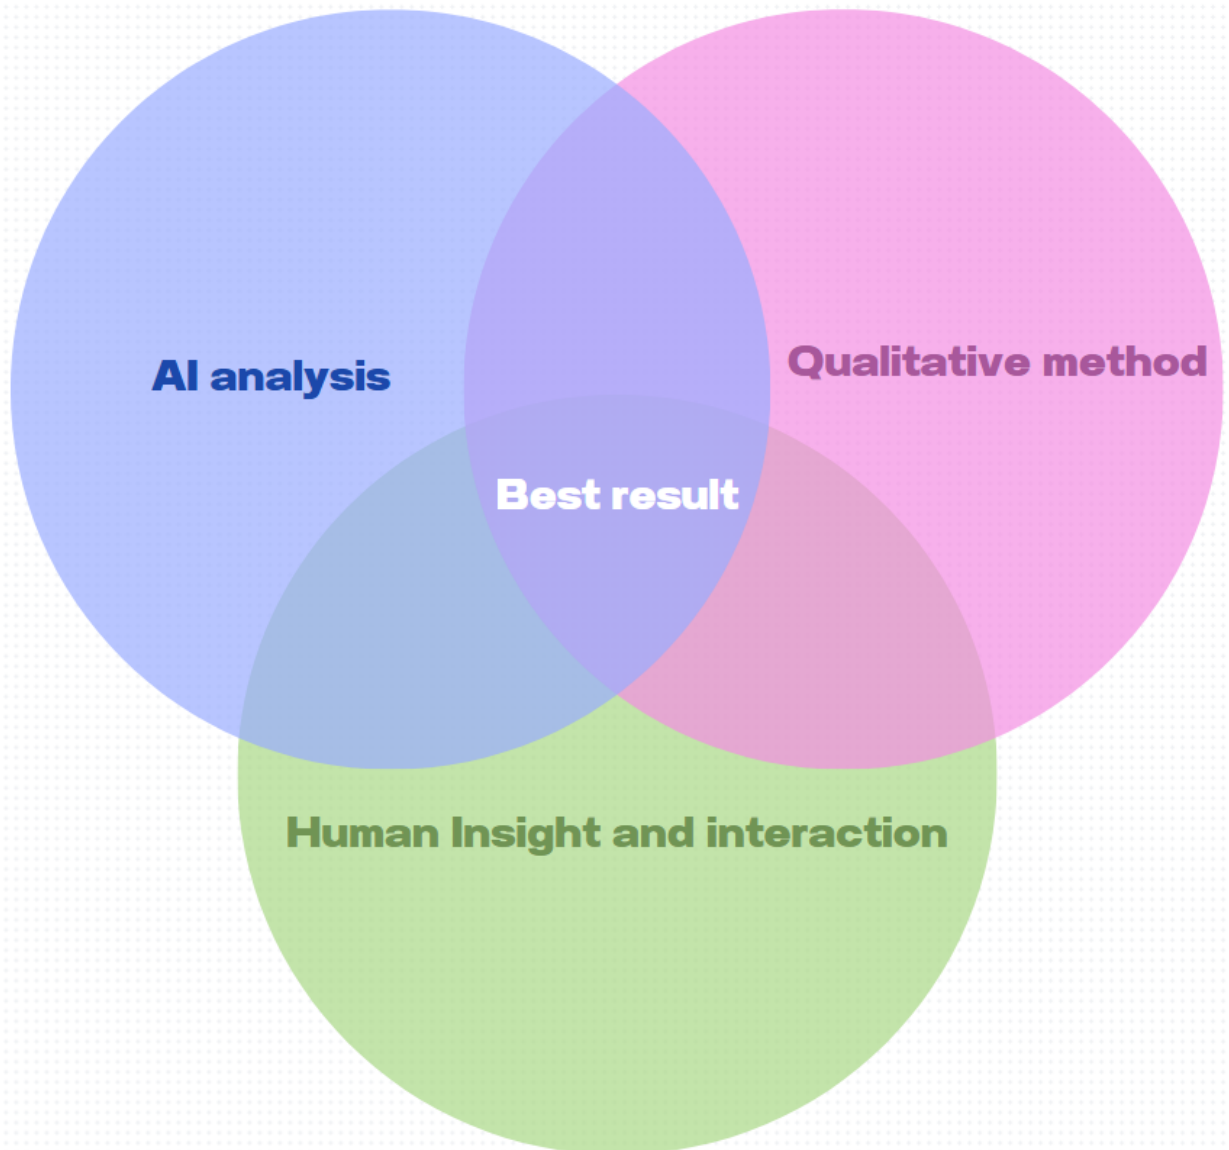 Qualitative method
AI analysis
Best result
Human Insight and interaction